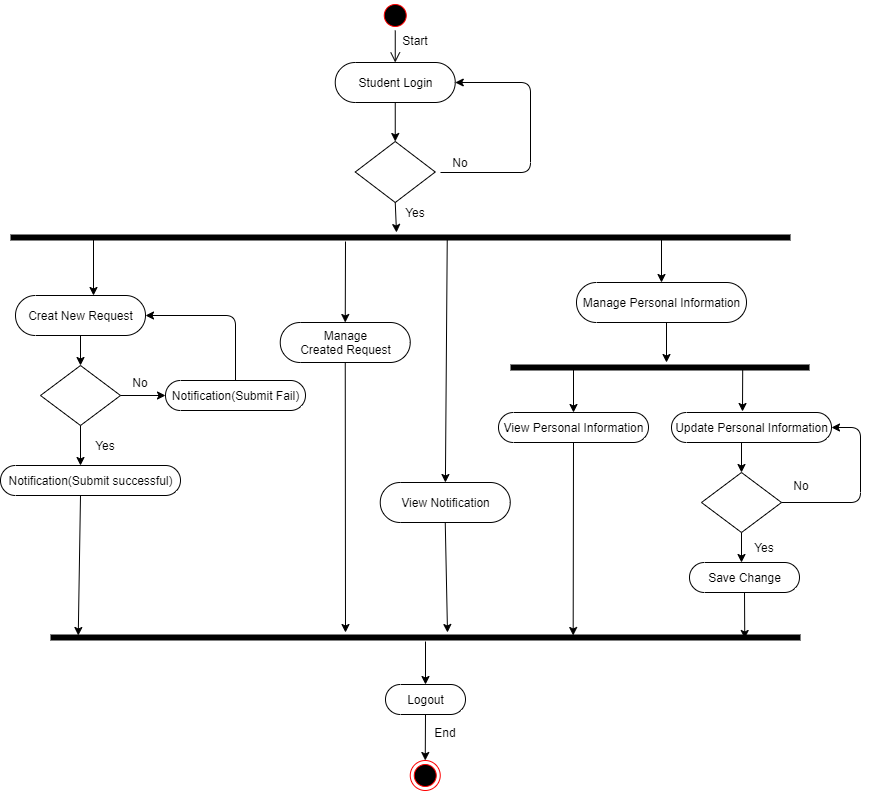 Start
Student Login
No
Yes
Creat New Request
Manage
Created Request
Manage Personal Information
No
Notification(Submit Fail)
Yes
Notification(Submit successful)
View Notification
View Personal Information
Update Personal Information
No
Yes
Save Change
Logout
End